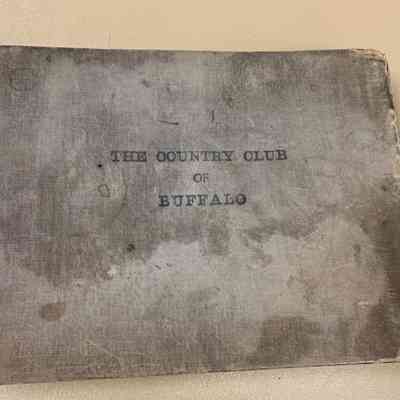 THE COUNTRY CLUB
OF
BUFFALO